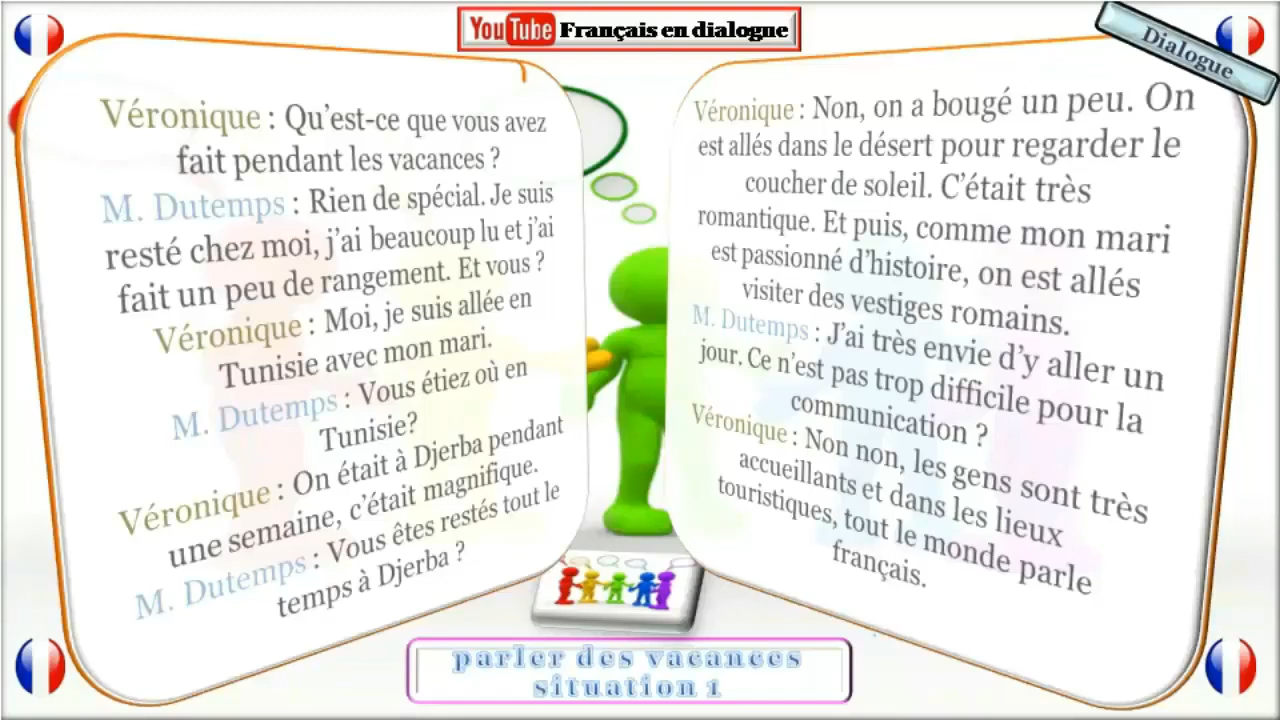 YouTube Français en dialogue
Dialogue
Véronique : Qu'est-ce que vous avez
fait pendant les vacances ?
M. Dutemps : Rien de spécial. Je suis
resté chez moi, j'ai beaucoup lu et j'ai
fait un peu de rangement. Et vous ?
Véronique : Moi, je suis allée en
Tunisie avec mon mari.
M. Dutemps : Vous étiez où en
Tunisie?
Véronique : On était à Djerba pendant
une semaine, c'était magnifique.
M. Dutemps : Vous êtes restés tout le
temps à Djerba ?
Véronique : Non, on a bougé un peu. On
est allés dans le désert pour regarder le
coucher de soleil. C'était très
romantique. Et puis, comme mon mari
est passionné d'histoire, on est allés
visiter des vestiges romains.
M. Dutemps : J'ai très envie d'y aller un
jour. Ce n'est pas trop difficile pour la
communication ?
Véronique : Non non, les gens sont très
accueillants et dans les lieux
touristiques, tout le monde parle
français.
parler des vacances
situation 1